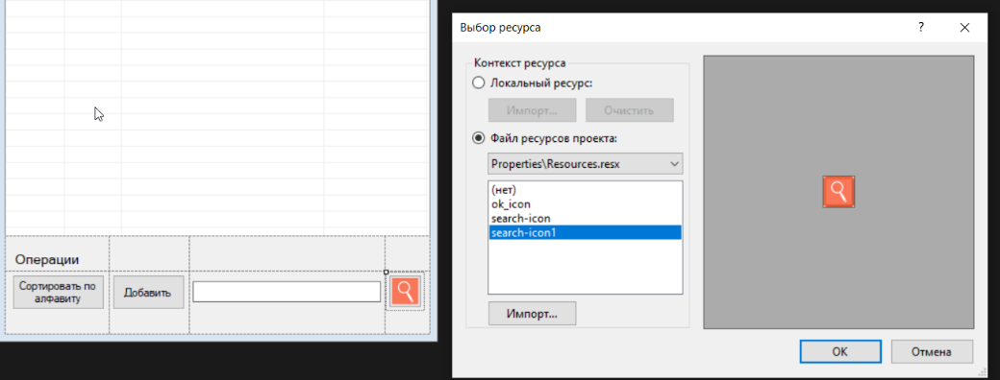 Операции
Сортировать по
алфавиту
Добавить
Выбор ресурса
?
Контекст ресурса
Локальный ресурс:
Импорт...
Очистить
Файл ресурсов проекта:
Properties\Resources.resx
(нет)
ok_icon
search-icon
search-icon1
Импорт...
OK
Отмена